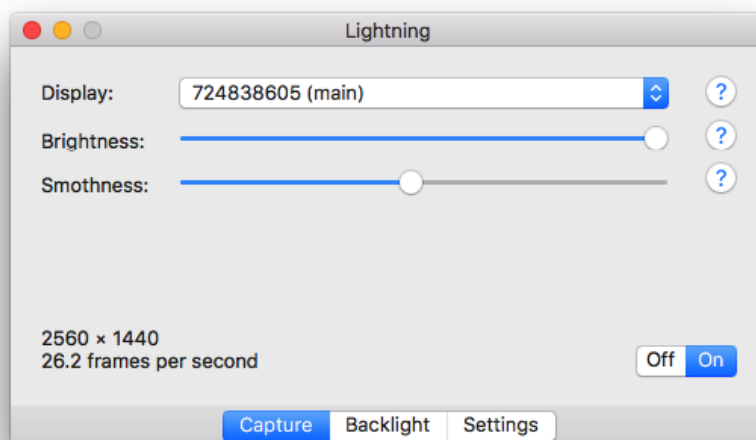 Lightning
Display: 724838605 (main) ?
Brightness: ?
Smothness: ?
2560 × 1440
26.2 frames per second
Off On
Capture Backlight Settings